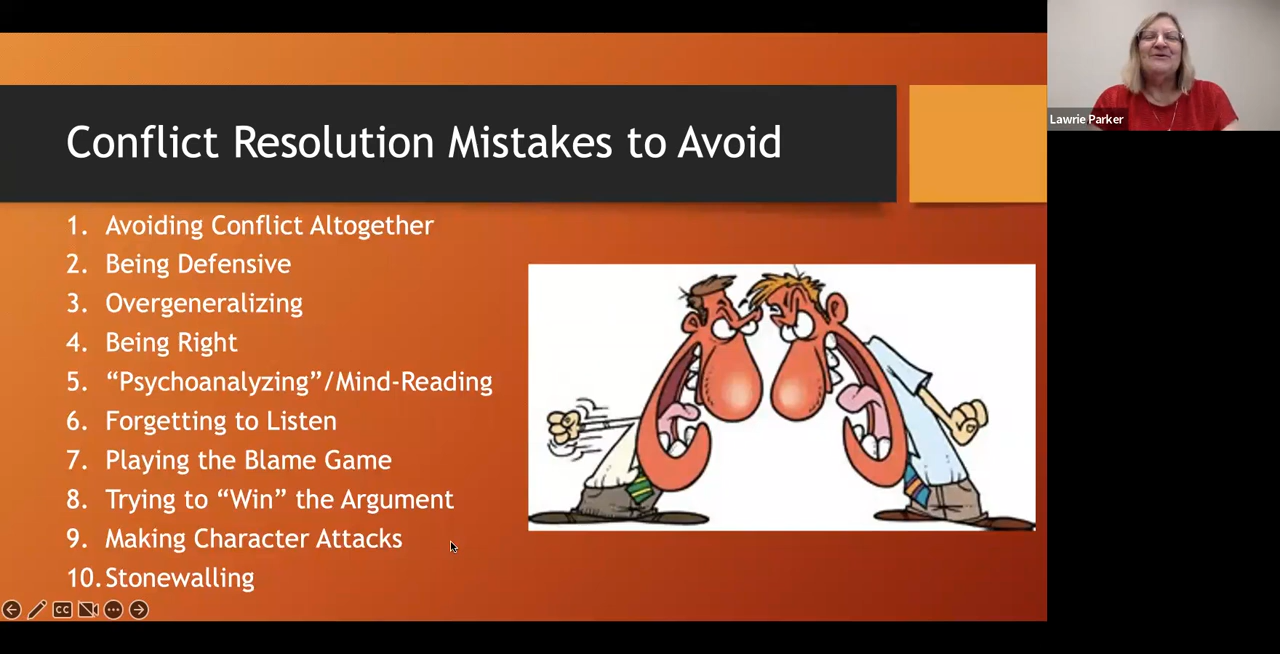 Conflict Resolution Mistakes to Avoid
1. Avoiding Conflict Altogether
2. Being Defensive
3. Overgeneralizing
4. Being Right
5. “Psychoanalyzing”/Mind-Reading
6. Forgetting to Listen
7. Playing the Blame Game
8. Trying to “Win” the Argument
9. Making Character Attacks
10. Stonewalling
CC
Lawrie Parker